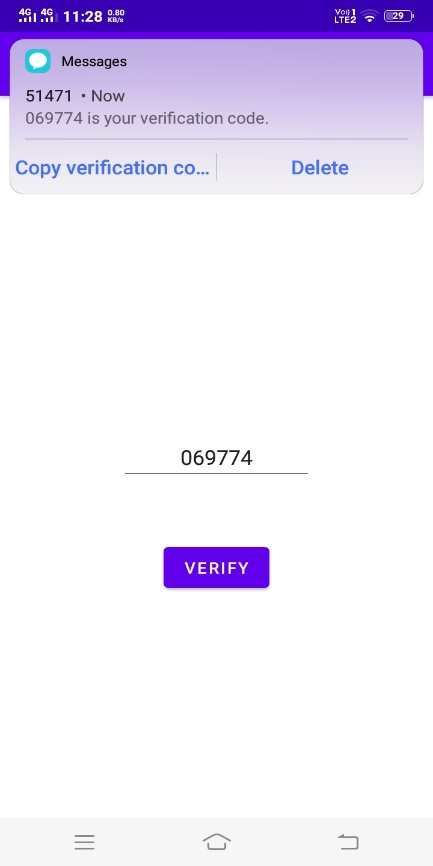 4G 4G 11:28 0.80 KB/s VoI) 1 LTE2 29
Messages
51471 • Now
069774 is your verification code.
Copy verification co... Delete
069774
VERIFY